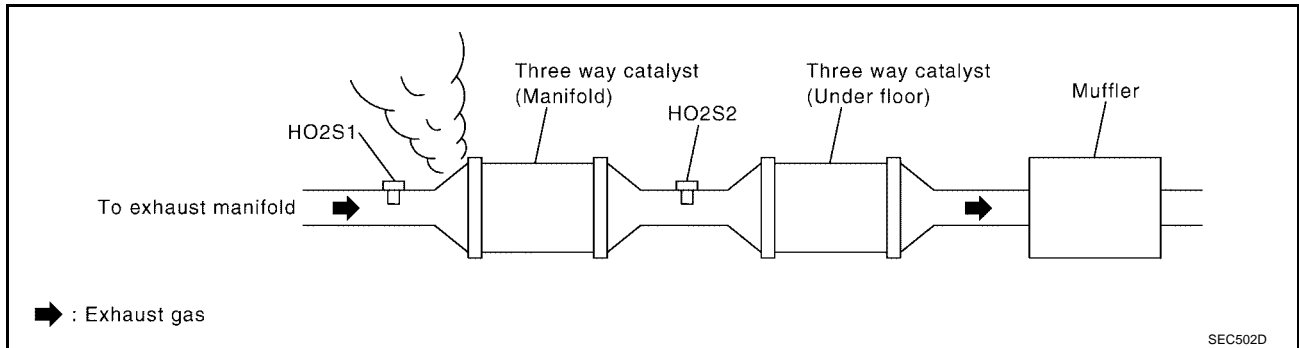 Three way catalyst
(Manifold)
Three way catalyst
(Under floor)
Muffler
HO2S1
HO2S2
To exhaust manifold
: Exhaust gas
SEC502D